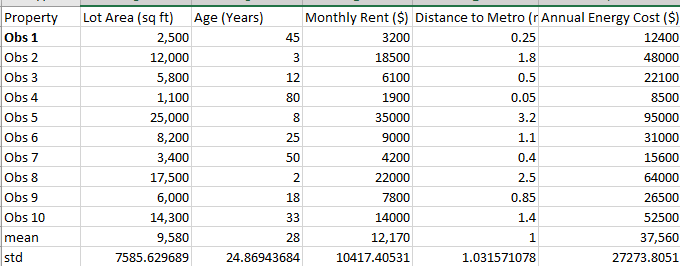 Property Lot Area (sq ft) Age (Years) Monthly Rent ($) Distance to Metro (r Annual Energy Cost ($)
Obs 1 2,500 45 3200 0.25 12400
Obs 2 12,000 3 18500 1.8 48000
Obs 3 5,800 12 6100 0.5 22100
Obs 4 1,100 80 1900 0.05 8500
Obs 5 25,000 8 35000 3.2 95000
Obs 6 8,200 25 9000 1.1 31000
Obs 7 3,400 50 4200 0.4 15600
Obs 8 17,500 2 22000 2.5 64000
Obs 9 6,000 18 7800 0.85 26500
Obs 10 14,300 33 14000 1.4 52500
mean 9,580 28 12,170 1 37,560
std 7585.629689 24.86943684 10417.40531 1.031571078 27273.8051